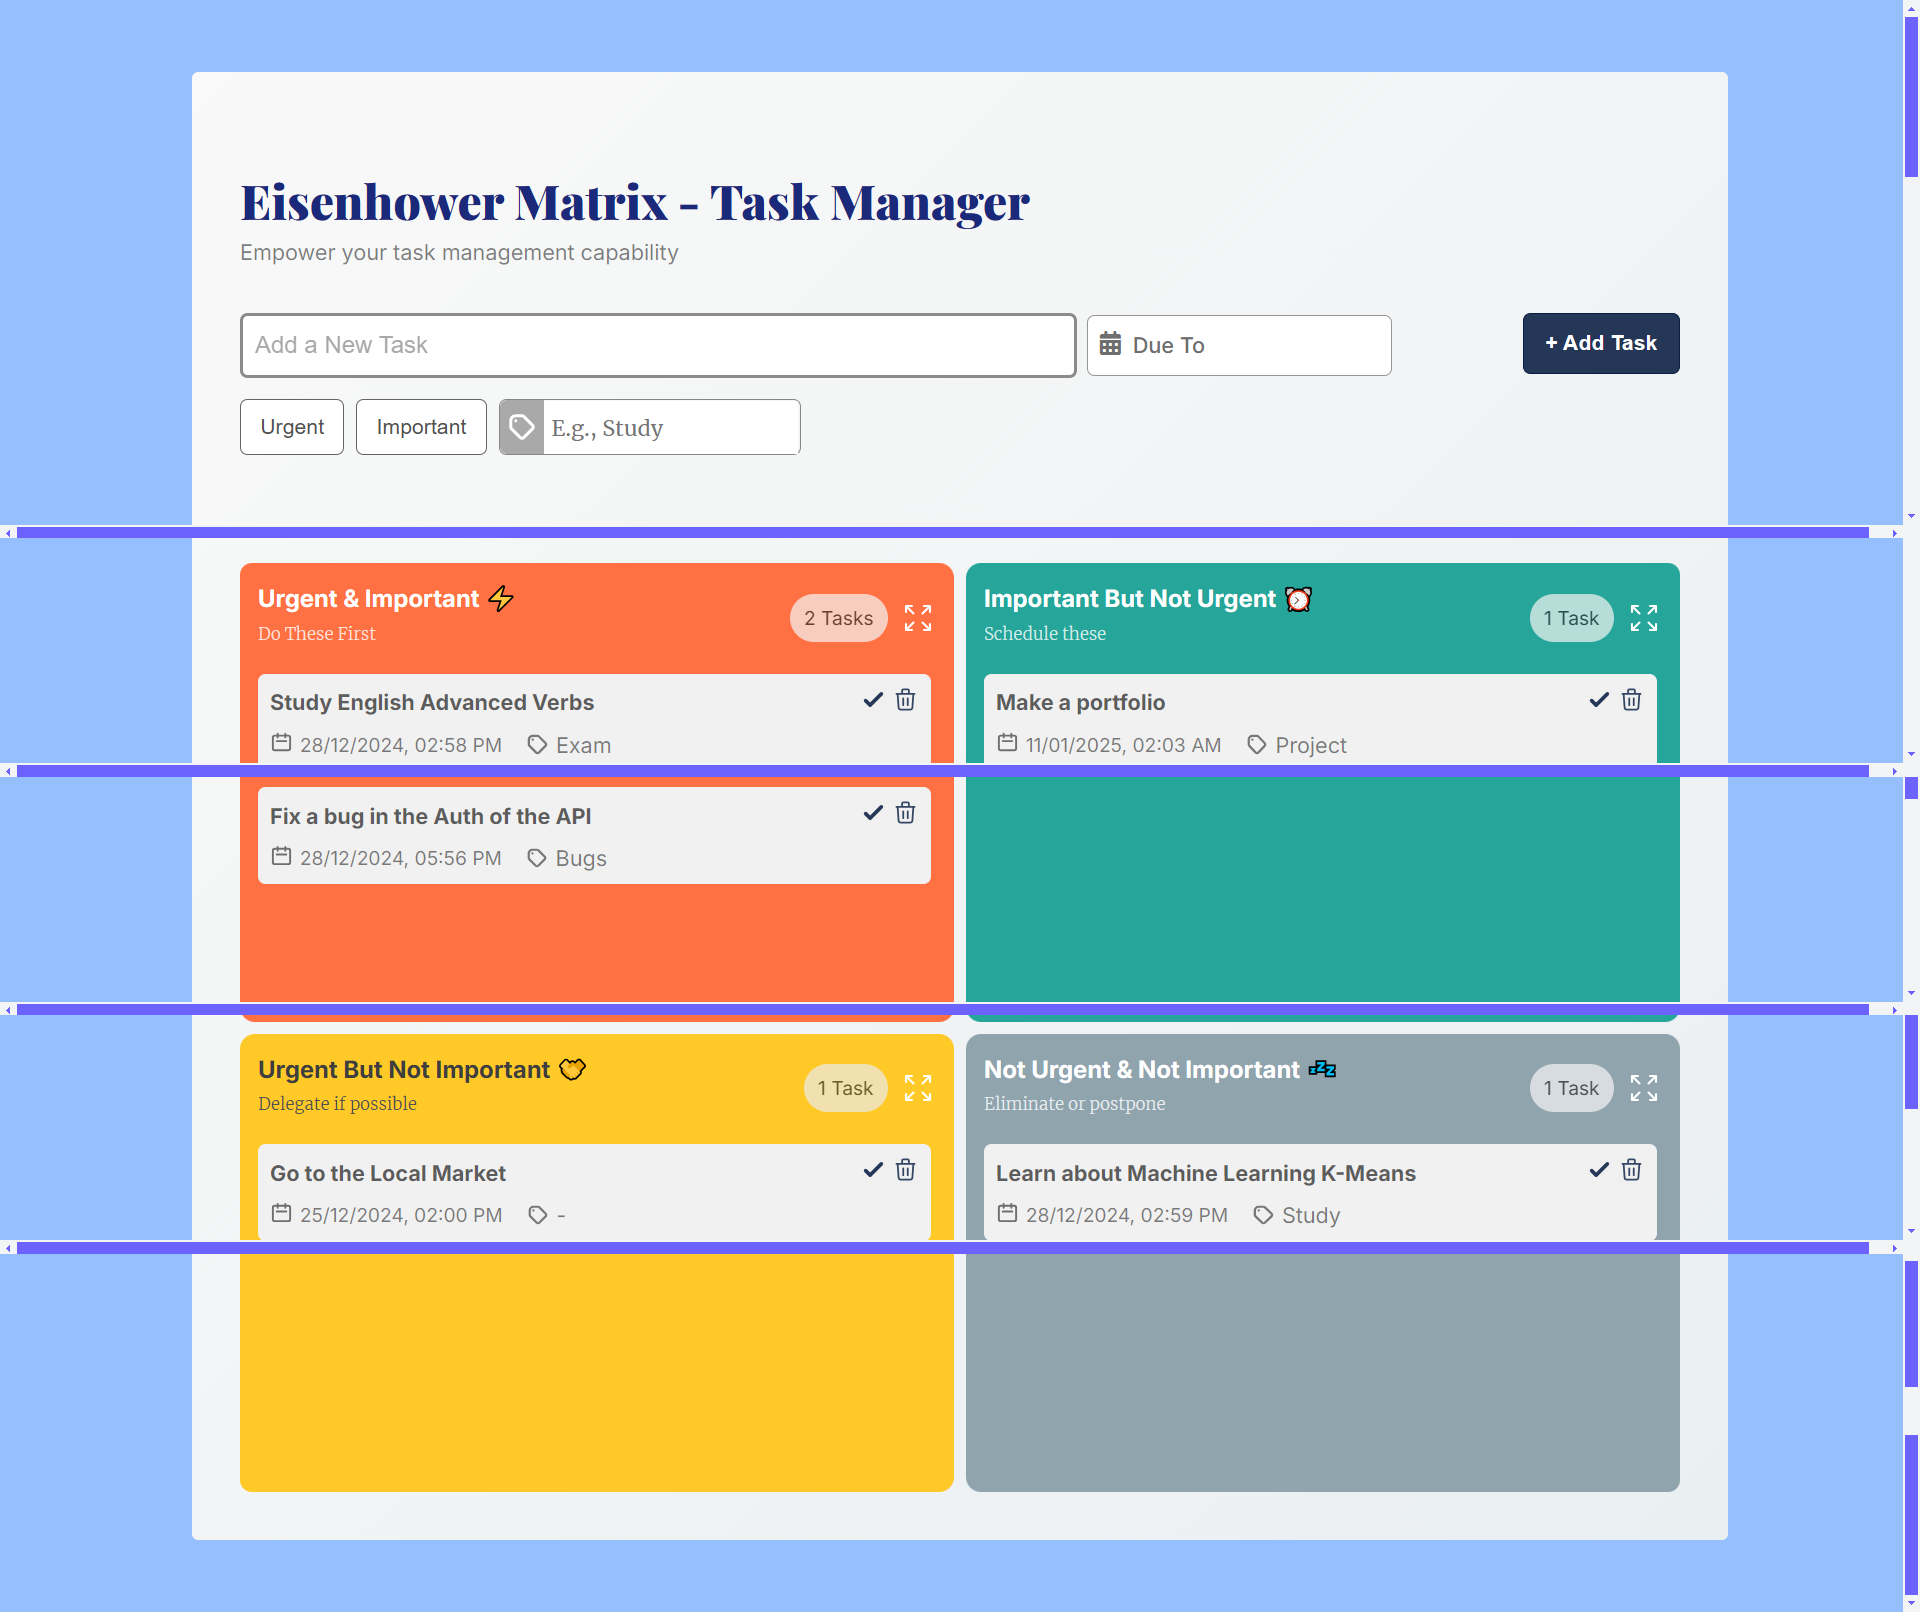 Eisenhower Matrix - Task Manager
Empower your task management capability
Add a New Task
Due To
+ Add Task
Urgent
Important
E.g., Study
Urgent & Important ⚡
Do These First
2 Tasks
Study English Advanced Verbs
28/12/2024, 02:58 PM
Exam
Fix a bug in the Auth of the API
28/12/2024, 05:56 PM
Bugs
Important But Not Urgent ⏰
Schedule these
1 Task
Make a portfolio
11/01/2025, 02:03 AM
Project
Urgent But Not Important 🤝
Delegate if possible
1 Task
Go to the Local Market
25/12/2024, 02:00 PM
-
Not Urgent & Not Important 💤
Eliminate or postpone
1 Task
Learn about Machine Learning K-Means
28/12/2024, 02:59 PM
Study